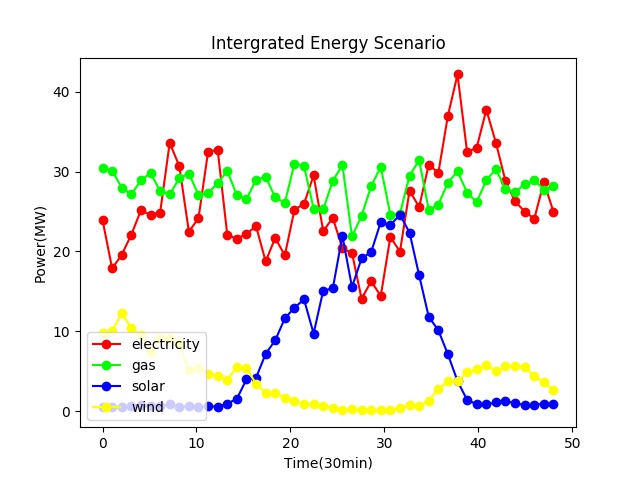 Intergrated Energy Scenario
Power(MW)
40
30
20
10
0
electricity
gas
solar
wind
0 10 20 30 40 50
Time(30min)